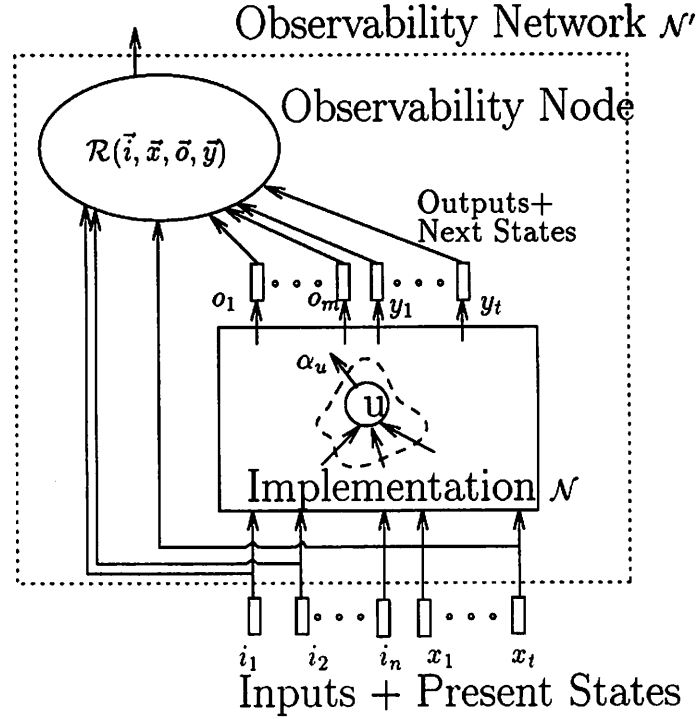 Observability Network 𝒩′
Observability Node
ℛ(i⃗, x⃗, o⃗, y⃗)
Outputs+
Next States
o₁ oₘ y₁ yₜ
αᵤ
u
Implementation 𝒩
i₁ i₂ iₙ x₁ xₜ
Inputs + Present States